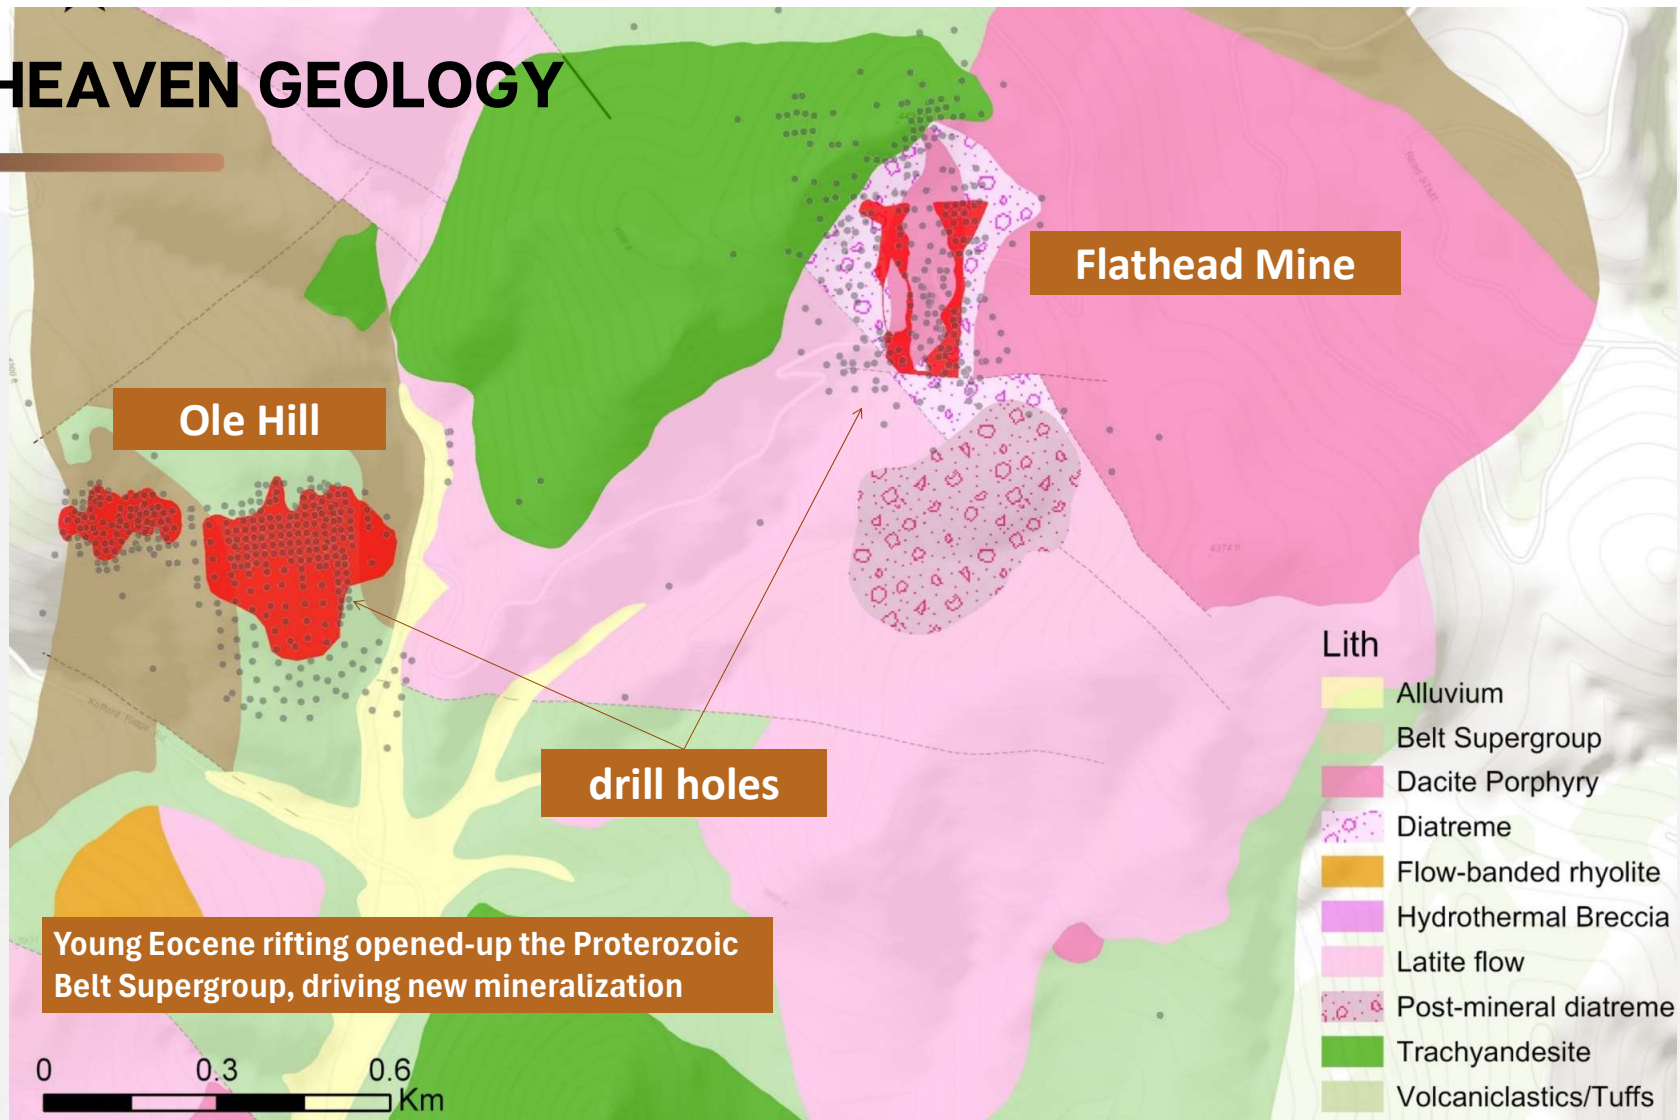 HEAVEN GEOLOGY
Flathead Mine
Ole Hill
drill holes
4374 ft
Young Eocene rifting opened-up the Proterozoic
Belt Supergroup, driving new mineralization
0 0.3 0.6
Km
Lith
Alluvium
Belt Supergroup
Dacite Porphyry
Diatreme
Flow-banded rhyolite
Hydrothermal Breccia
Latite flow
Post-mineral diatreme
Trachyandesite
Volcaniclastics/Tuffs